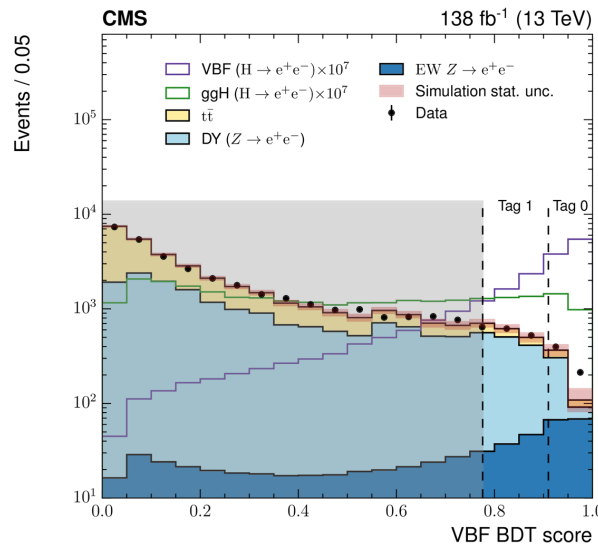 CMS 138 fb⁻¹ (13 TeV)
Events / 0.05
VBF (H → e⁺e⁻)×10⁷
ggH (H → e⁺e⁻)×10⁷
tt̄
DY (Z → e⁺e⁻)
EW Z → e⁺e⁻
Simulation stat. unc.
Data
Tag 1 Tag 0
10⁵
10⁴
10³
10²
10¹
0.0 0.2 0.4 0.6 0.8 1.0
VBF BDT score